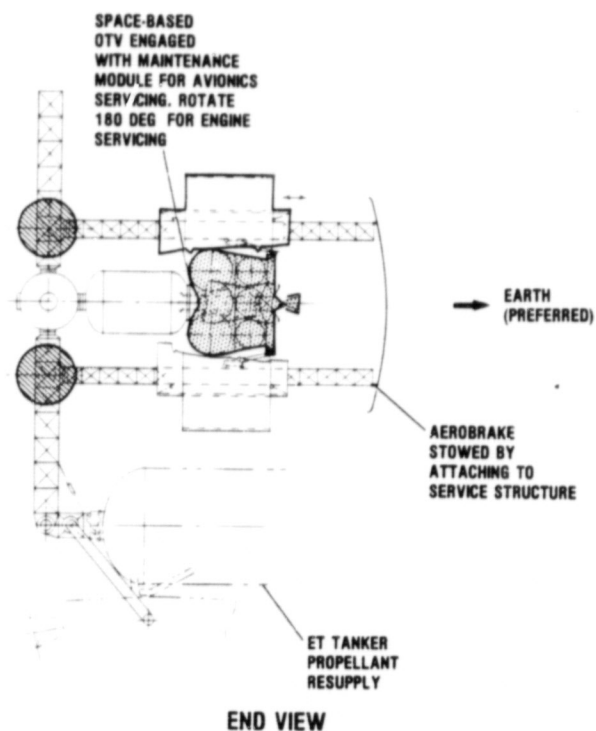 SPACE-BASED
OTV ENGAGED
WITH MAINTENANCE
MODULE FOR AVIONICS
SERVICING. ROTATE
180 DEG FOR ENGINE
SERVICING
EARTH
(PREFERRED)
AEROBRAKE
STOWED BY
ATTACHING TO
SERVICE STRUCTURE
ET TANKER
PROPELLANT
RESUPPLY
END VIEW